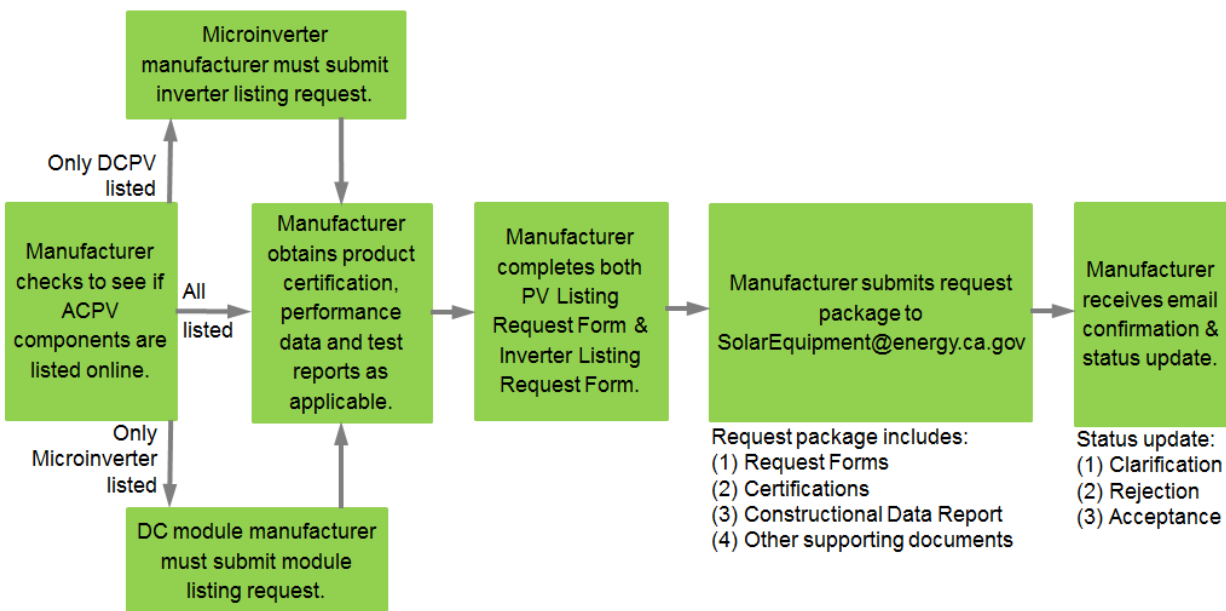 Microinverter
manufacturer must submit
inverter listing request.
Only DCPV
listed
Manufacturer
checks to see if
ACPV
components are
listed online.
All
listed
Only
Microinverter
listed
DC module manufacturer
must submit module
listing request.
Manufacturer
obtains product
certification,
performance
data and test
reports as
applicable.
Manufacturer
completes both
PV Listing
Request Form &
Inverter Listing
Request Form.
Manufacturer submits request
package to
SolarEquipment@energy.ca.gov
Request package includes:
(1) Request Forms
(2) Certifications
(3) Constructional Data Report
(4) Other supporting documents
Manufacturer
receives email
confirmation &
status update.
Status update:
(1) Clarification
(2) Rejection
(3) Acceptance